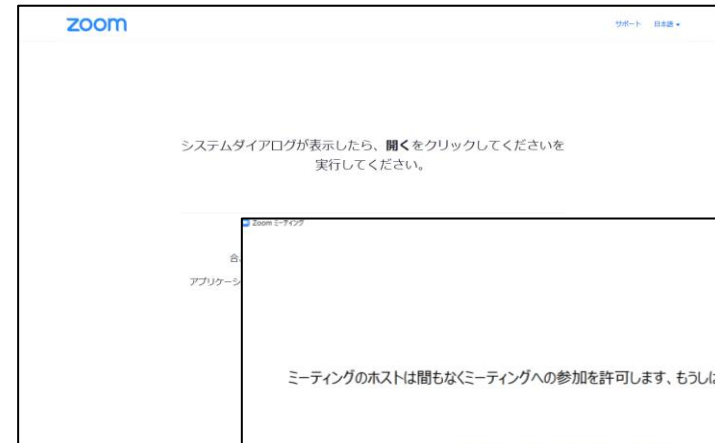 zoom
サポート 日本語
システムダイアログが表示したら、開くをクリックしてくださいを
実行してください。
Zoom ミーティング
合
アプリケーシ
ミーティングのホストは間もなくミーティングへの参加を許可します、もうし